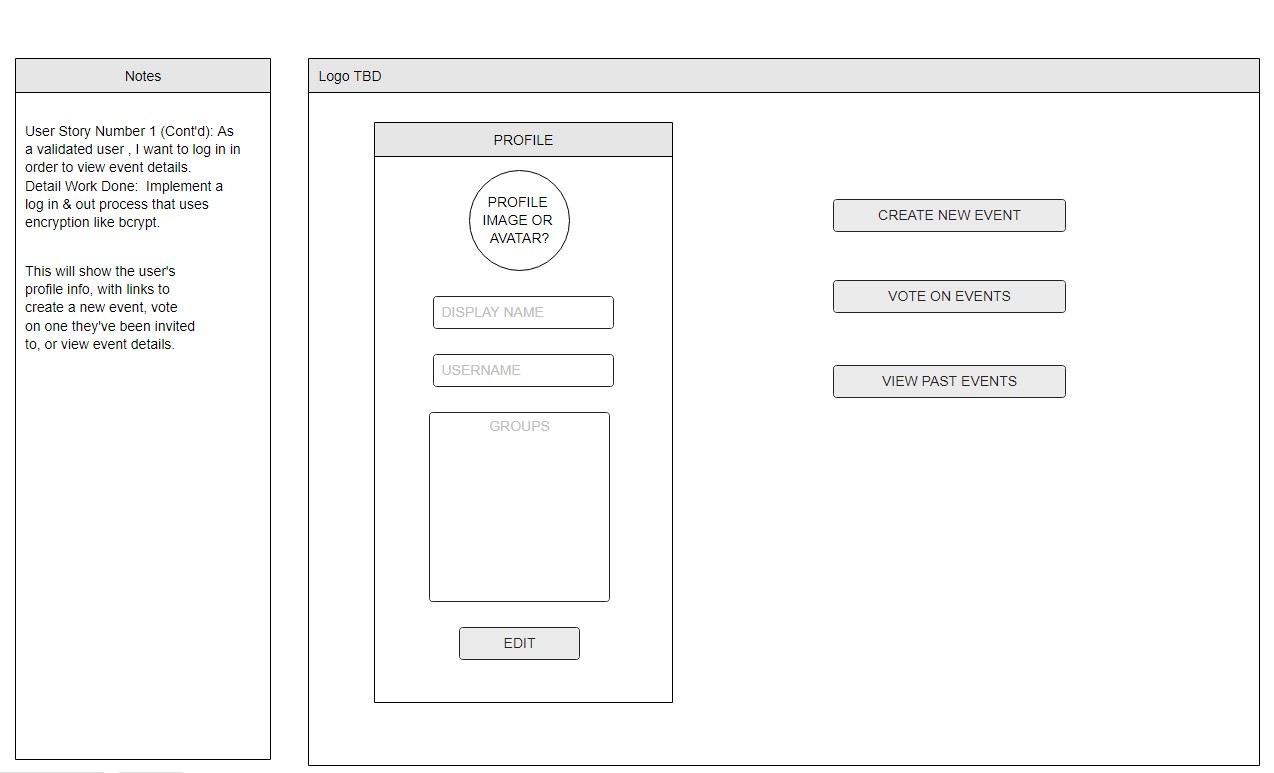 Notes
User Story Number 1 (Cont'd): As
a validated user , I want to log in in
order to view event details.
Detail Work Done:  Implement a
log in & out process that uses
encryption like bcrypt.
This will show the user's
profile info, with links to
create a new event, vote
on one they've been invited
to, or view event details.
Logo TBD
PROFILE
PROFILE
IMAGE OR
AVATAR?
DISPLAY NAME
USERNAME
GROUPS
EDIT
CREATE NEW EVENT
VOTE ON EVENTS
VIEW PAST EVENTS